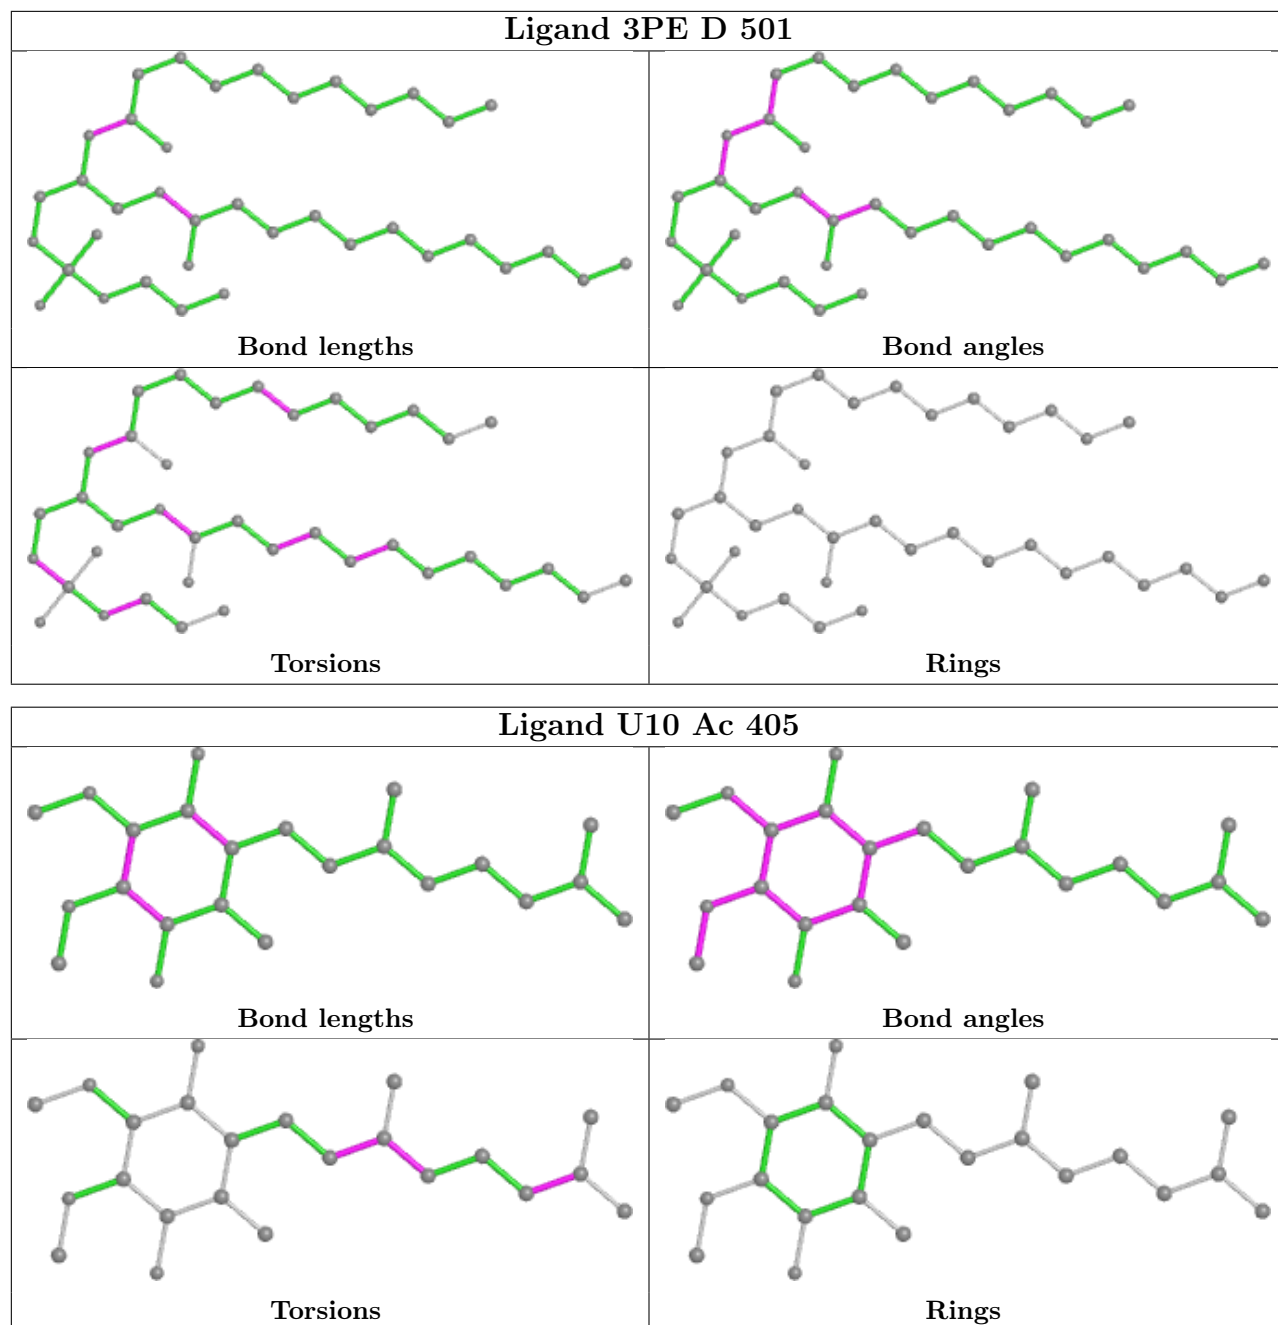 Ligand 3PE D 501
Bond lengths
Bond angles
Torsions
Rings
Ligand U10 Ac 405
Bond lengths
Bond angles
Torsions
Rings